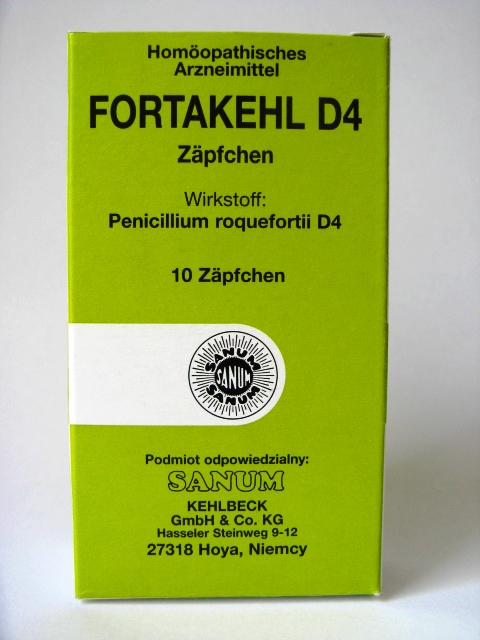 Homöopathisches
Arzneimittel
FORTAKEHL D4
Zäpfchen
Wirkstoff:
Penicillium roquefortii D4
10 Zäpfchen
SANUM
SANUM
SANUM
Podmiot odpowiedzialny:
SANUM
KEHLBECK
GmbH & Co. KG
Hasseler Steinweg 9-12
27318 Hoya, Niemcy